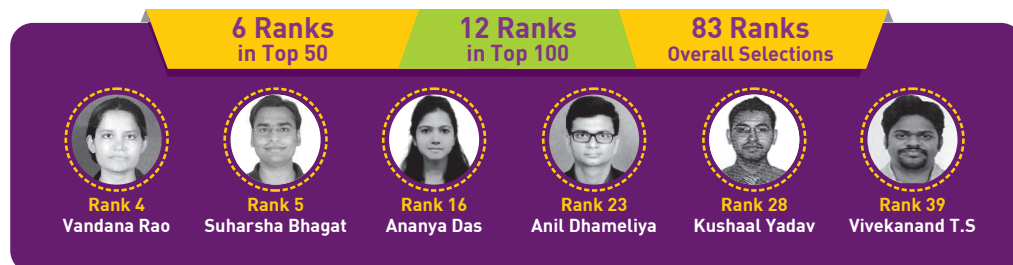 6 Ranks
in Top 50
12 Ranks
in Top 100
83 Ranks
Overall Selections
Rank 4
Vandana Rao
Rank 5
Suharsha Bhagat
Rank 16
Ananya Das
Rank 23
Anil Dhameliya
Rank 28
Kushaal Yadav
Rank 39
Vivekanand T.S